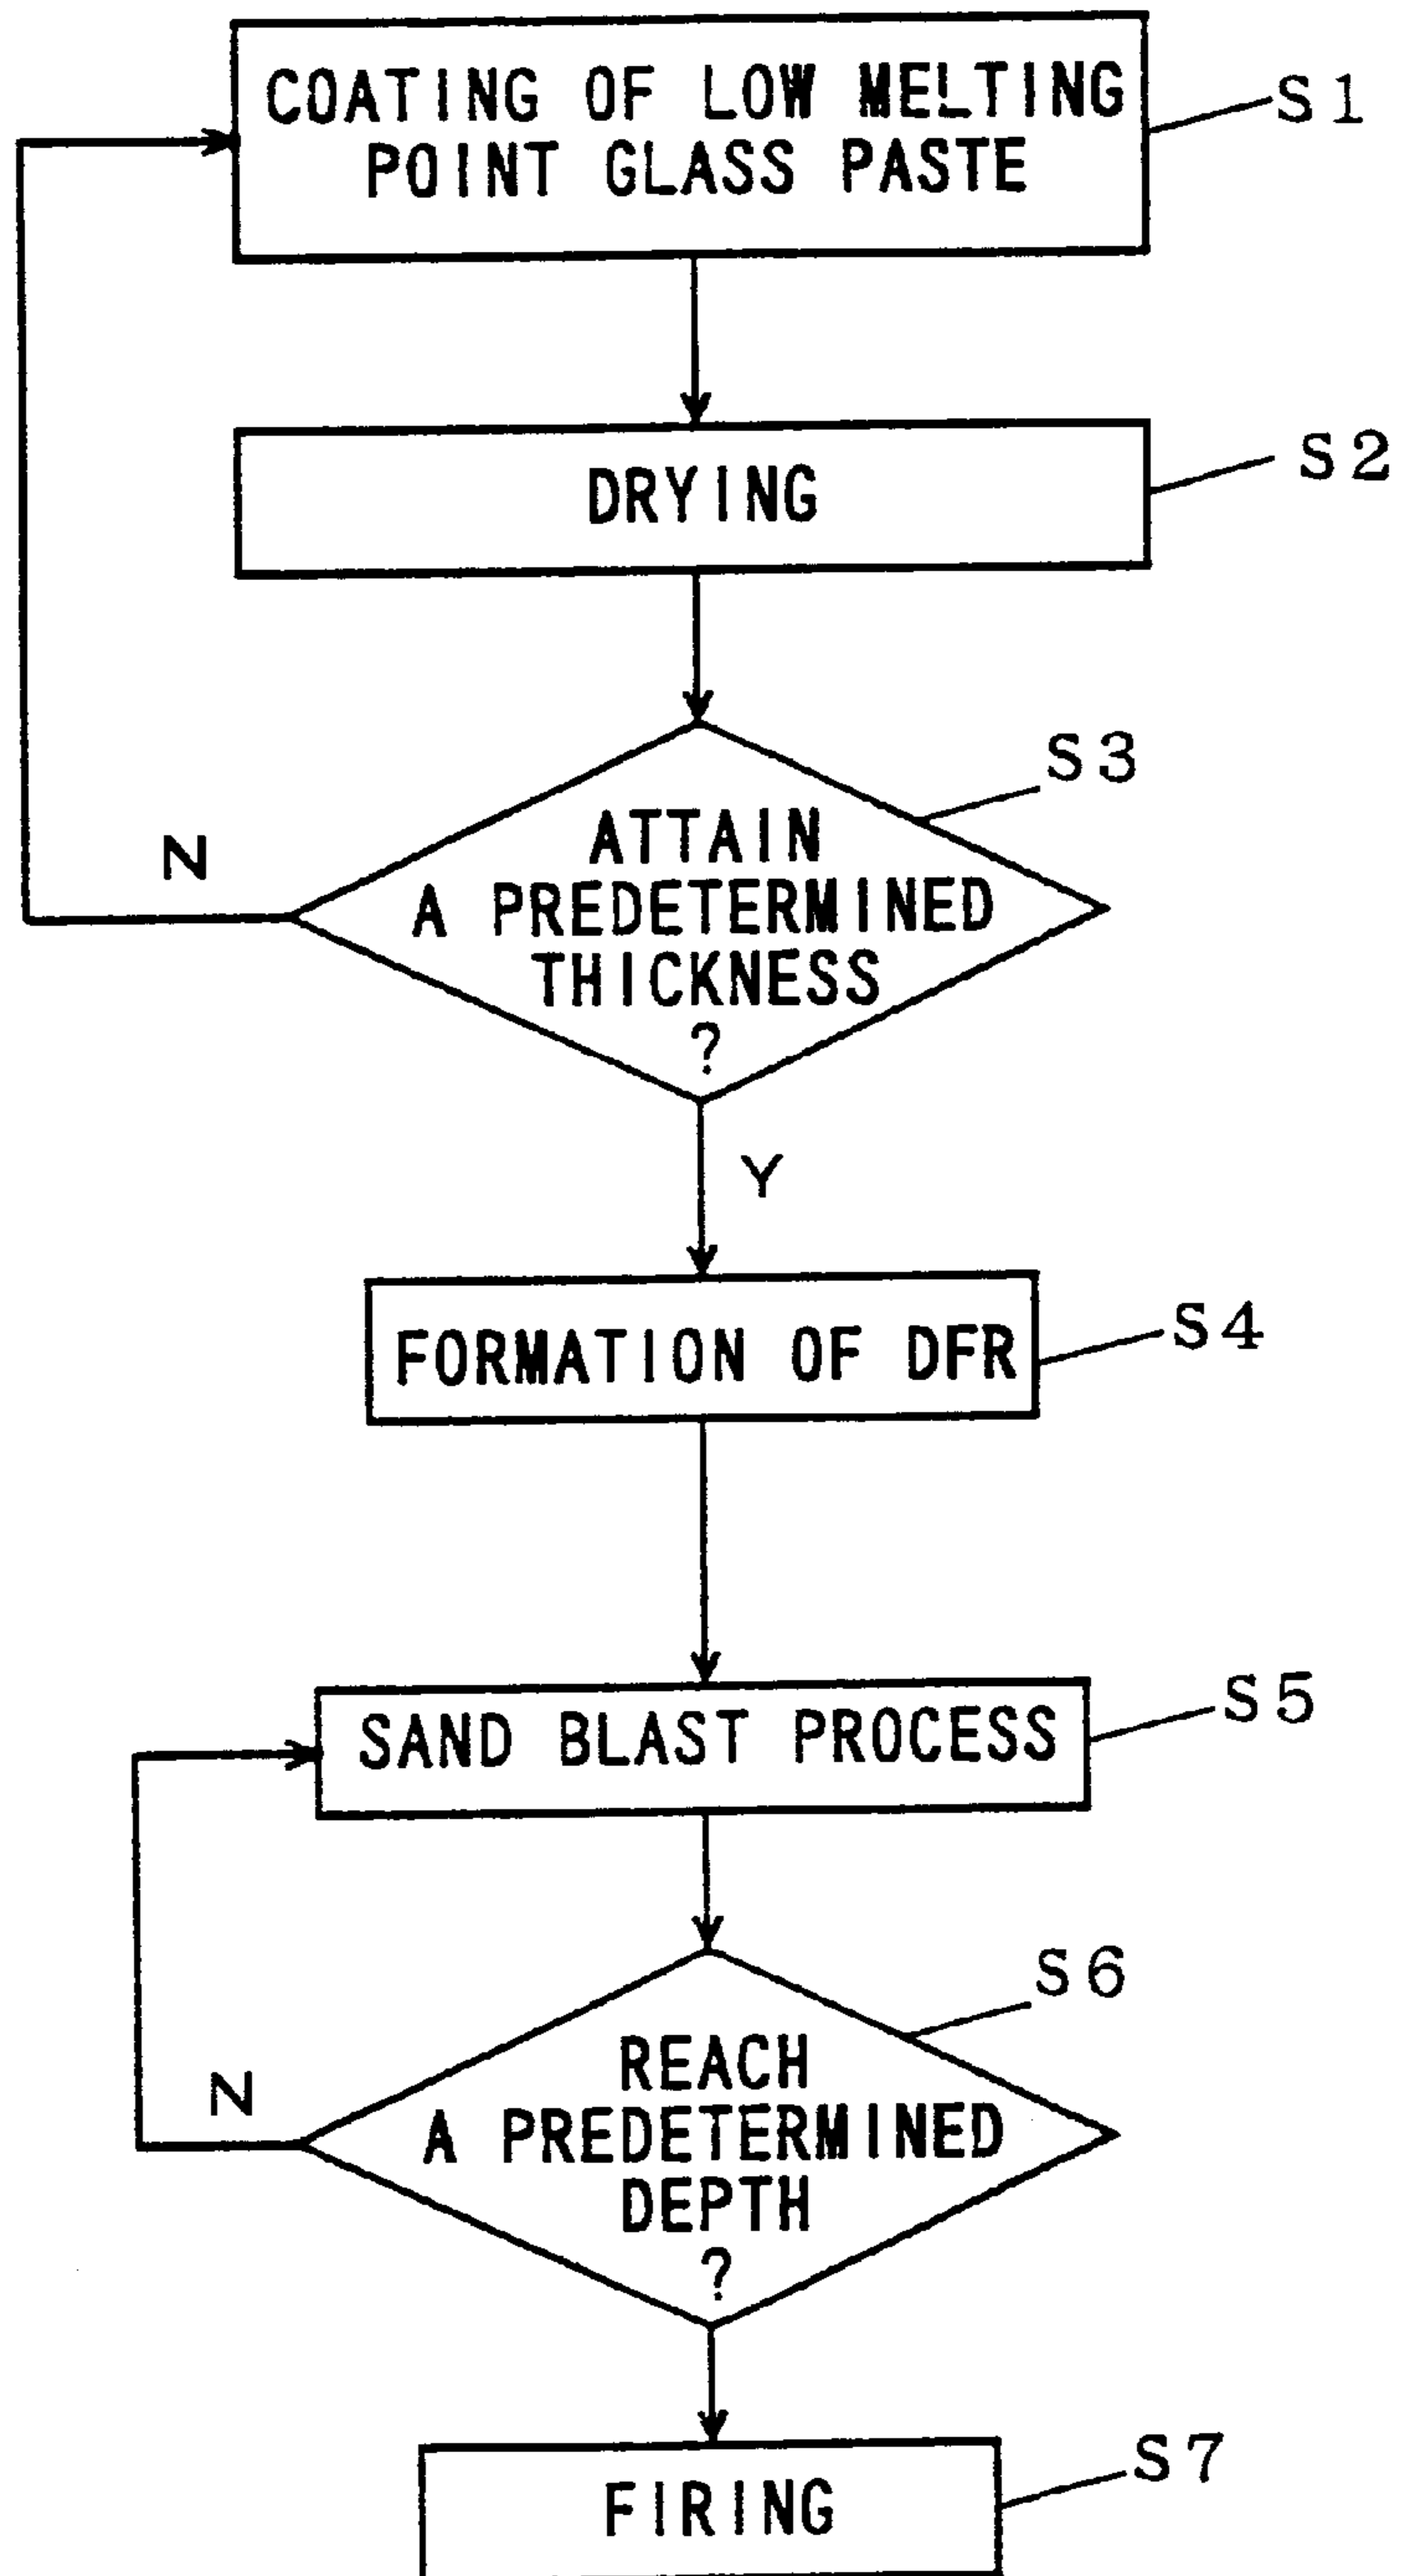 COATING OF LOW MELTING
POINT GLASS PASTE
S1
DRYING
S2
S3
ATTAIN
A PREDETERMINED
THICKNESS
?
N
Y
FORMATION OF DFR
S4
SAND BLAST PROCESS
S5
S6
REACH
A PREDETERMINED
DEPTH
?
N
FIRING
S7